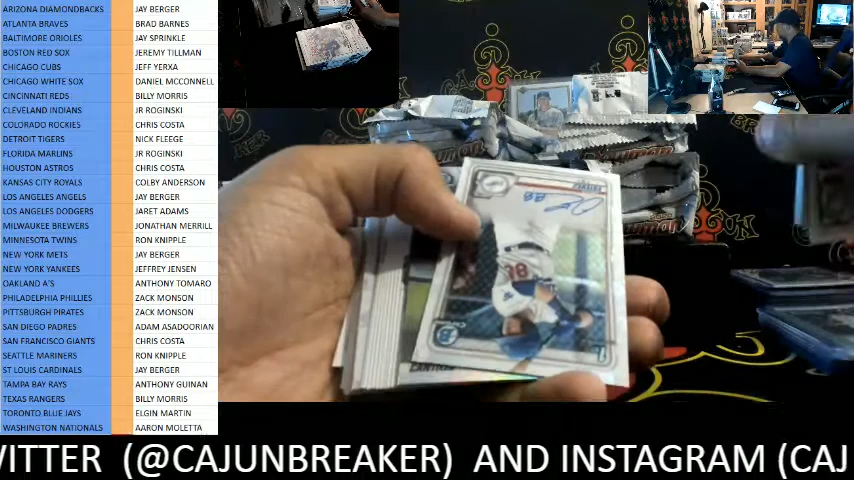 ARIZONA DIAMONDBACKS JAY BERGER
ATLANTA BRAVES BRAD BARNES
BALTIMORE ORIOLES JAY SPRINKLE
BOSTON RED SOX JEREMY TILLMAN
CHICAGO CUBS JEFF YERXA
CHICAGO WHITE SOX DANIEL MCCONNELL
CINCINNATI REDS BILLY MORRIS
CLEVELAND INDIANS JR ROGINSKI
COLORADO ROCKIES CHRIS COSTA
DETROIT TIGERS NICK FLEEGE
FLORIDA MARLINS JR ROGINSKI
HOUSTON ASTROS CHRIS COSTA
KANSAS CITY ROYALS COLBY ANDERSON
LOS ANGELES ANGELS JAY BERGER
LOS ANGELES DODGERS JARET ADAMS
MILWAUKEE BREWERS JONATHAN MERRILL
MINNESOTA TWINS RON KNIPPLE
NEW YORK METS JAY BERGER
NEW YORK YANKEES JEFFREY JENSEN
OAKLAND A'S ANTHONY TOMARO
PHILADELPHIA PHILLIES ZACK MONSON
PITTSBURGH PIRATES ZACK MONSON
SAN DIEGO PADRES ADAM ASADOORIAN
SAN FRANCISCO GIANTS CHRIS COSTA
SEATTLE MARINERS RON KNIPPLE
ST LOUIS CARDINALS JAY BERGER
TAMPA BAY RAYS ANTHONY GUINAN
TEXAS RANGERS BILLY MORRIS
TORONTO BLUE JAYS ELGIN MARTIN
WASHINGTON NATIONALS AARON MOLETTA
38
WITTER (@CAJUNBREAKER) AND INSTAGRAM (CAJ